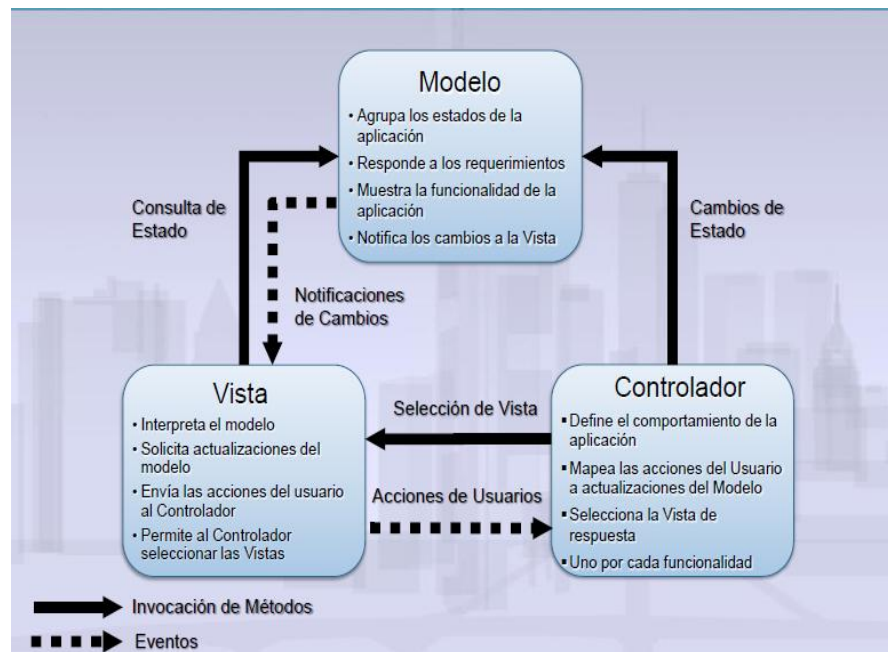 Modelo
• Agrupa los estados de la
aplicación
• Responde a los requerimientos
• Muestra la funcionalidad de la
aplicación
• Notifica los cambios a la Vista
Consulta de
Estado
Cambios de
Estado
Notificaciones
de Cambios
Vista
• Interpreta el modelo
• Solicita actualizaciones del
modelo
• Envía las acciones del usuario
al Controlador
• Permite al Controlador
seleccionar las Vistas
Selección de Vista
Acciones de Usuarios
Controlador
▪ Define el comportamiento de la
aplicación
▪ Mapea las acciones del Usuario
a actualizaciones del Modelo
▪ Selecciona la Vista de
respuesta
▪ Uno por cada funcionalidad
Invocación de Métodos
Eventos